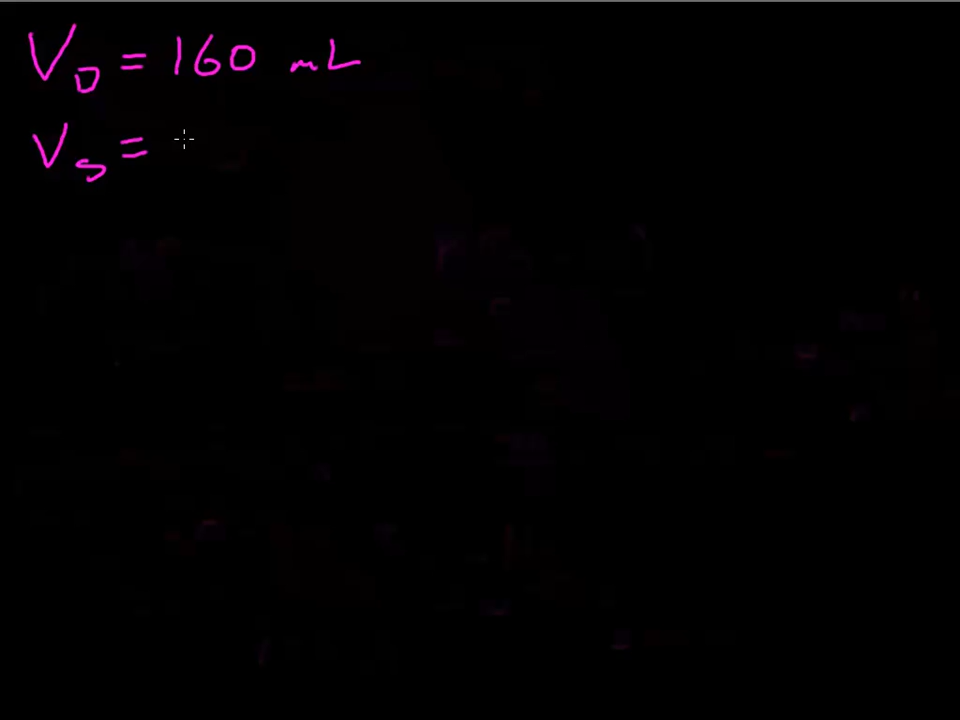 V_D = 160 mL
V_S =